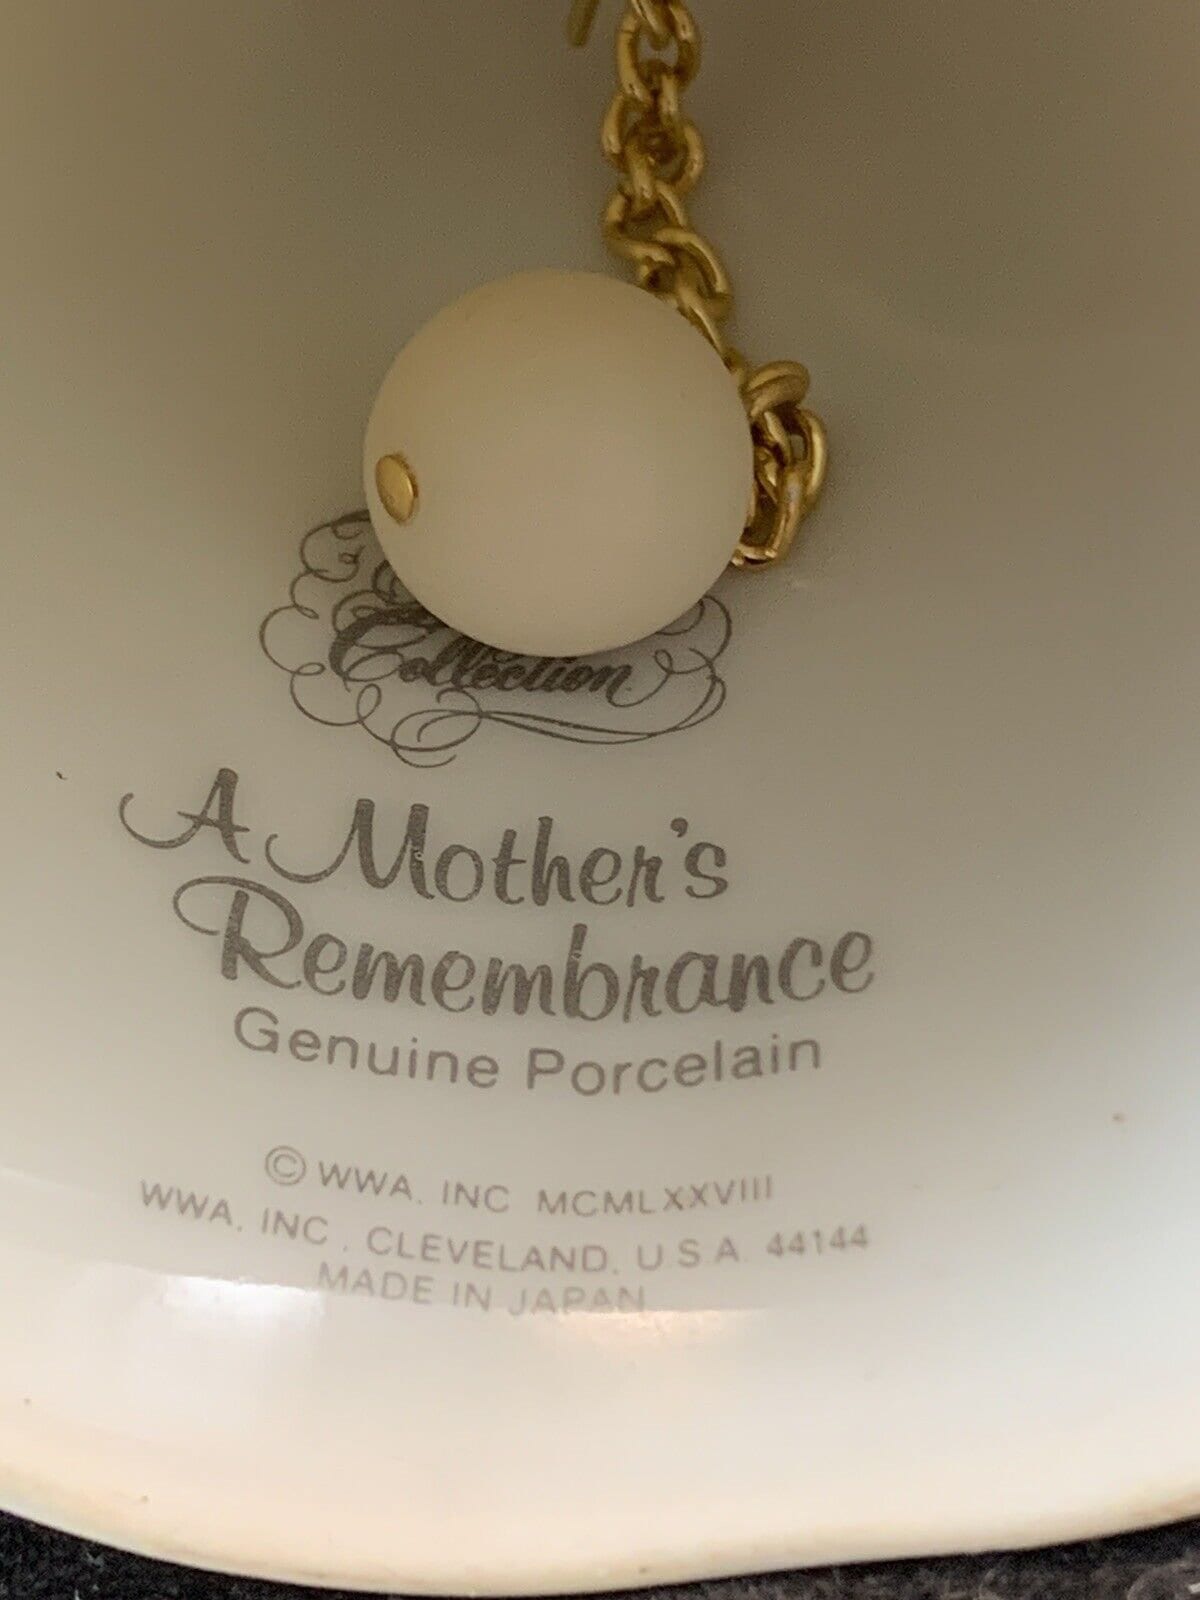 Collection
A Mother's
Remembrance
Genuine Porcelain
© WWA, INC MCMLXXVIII
WWA, INC., CLEVELAND, U.S.A. 44144
MADE IN JAPAN